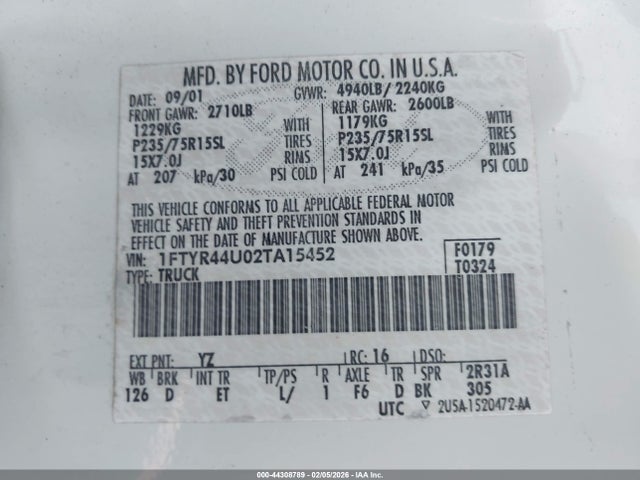 MFD. BY FORD MOTOR CO. IN U.S.A.
DATE: 09/01 GVWR: 4940LB/ 2240KG
FRONT GAWR: 2710LB REAR GAWR: 2600LB
1229KG WITH 1179KG WITH
P235/75R15SL TIRES P235/75R15SL TIRES
15X7.0J RIMS 15X7.0J RIMS
AT 207 kPa/30 PSI COLD AT 241 kPa/35 PSI COLD
THIS VEHICLE CONFORMS TO ALL APPLICABLE FEDERAL MOTOR
VEHICLE SAFETY AND THEFT PREVENTION STANDARDS IN
EFFECT ON THE DATE OF MANUFACTURE SHOWN ABOVE.
VIN: 1FTYR44U02TA15452 F0179
TYPE: TRUCK T0324
EXT PNT: YZ RC: 16 DSO:
WB BRK INT TR TP/PS R AXLE TR SPR 2R31A
126 D ET L/ 1 F6 D BK 305
UTC ▽ 2U5A-1520472-AA
000-44308789 - 02/05/2026 - IAA Inc.